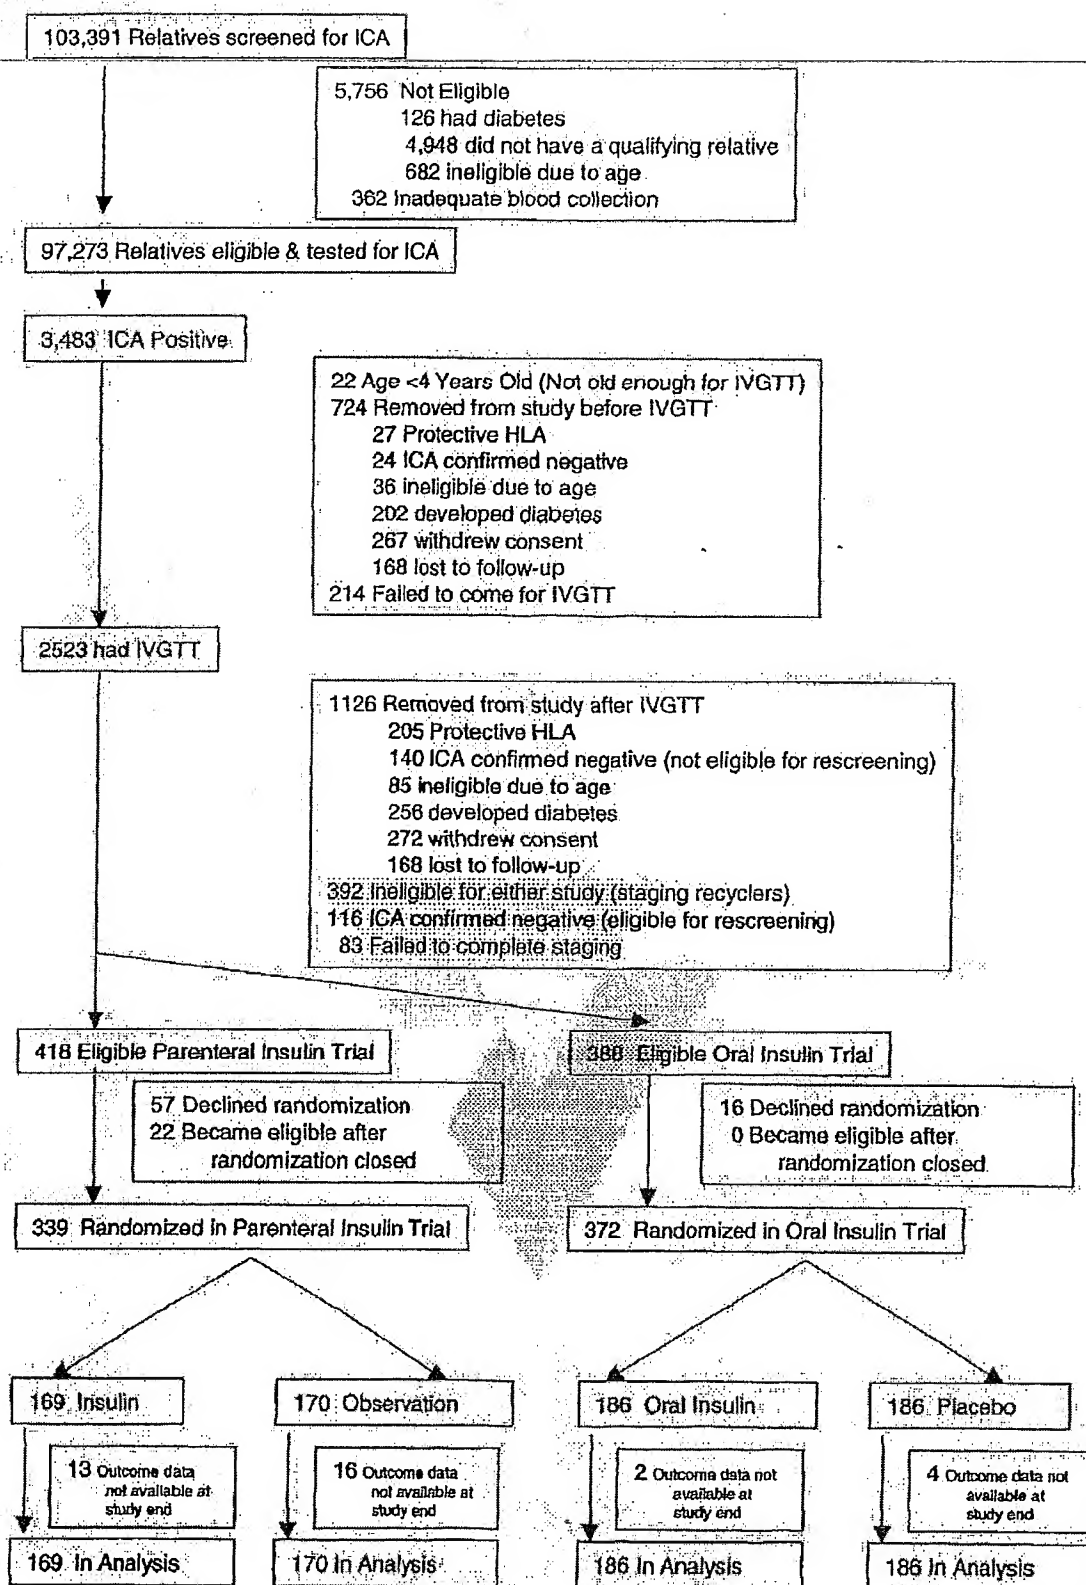 103,391 Relatives screened for ICA
5,756 Not Eligible
126 had diabetes
4,948 did not have a qualifying relative
682 ineligible due to age
362 Inadequate blood collection
97,273 Relatives eligible & tested for ICA
3,483 ICA Positive
22 Age <4 Years Old (Not old enough for IVGTT)
724 Removed from study before IVGTT
27 Protective HLA
24 ICA confirmed negative
36 ineligible due to age
202 developed diabetes
267 withdrew consent
168 lost to follow-up
214 Failed to come for IVGTT
2523 had IVGTT
1126 Removed from study after IVGTT
205 Protective HLA
140 ICA confirmed negative (not eligible for rescreening)
85 ineligible due to age
256 developed diabetes
272 withdrew consent
168 lost to follow-up
392 Ineligible for either study (staging recyclers)
116 ICA confirmed negative (eligible for rescreening)
83 Failed to complete staging
418 Eligible Parenteral Insulin Trial
388 Eligible Oral Insulin Trial
57 Declined randomization
22 Became eligible after
randomization closed
16 Declined randomization
0 Became eligible after
randomization closed
339 Randomized in Parenteral Insulin Trial
372 Randomized in Oral Insulin Trial
169 Insulin
170 Observation
186 Oral Insulin
186 Placebo
13 Outcome data
not available at
study end
16 Outcome data
not available at
study end
2 Outcome data not
available at
study end
4 Outcome data not
available at
study end
169 In Analysis
170 In Analysis
186 In Analysis
186 In Analysis